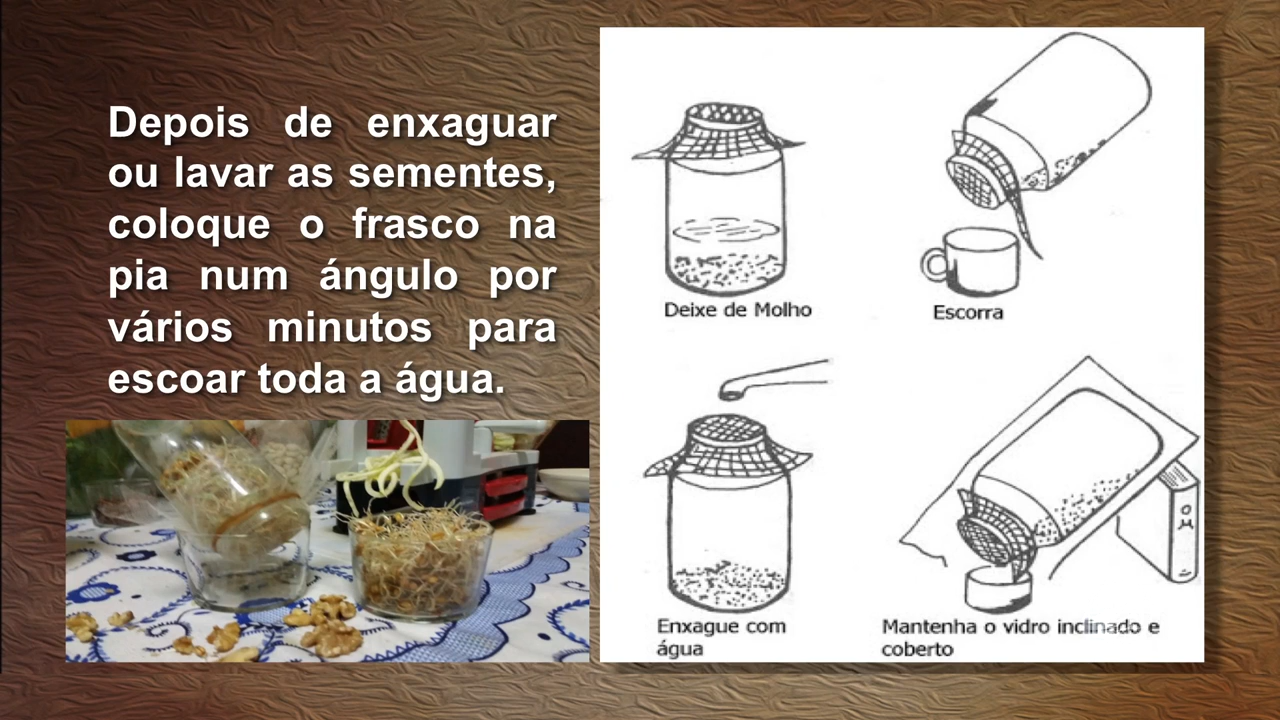 Depois de enxaguar
ou lavar as sementes,
coloque o frasco na
pia num ángulo por
vários minutos para
escoar toda a água.
Deixe de Molho
Escorra
Enxague com
água
Mantenha o vidro inclinado e
coberto